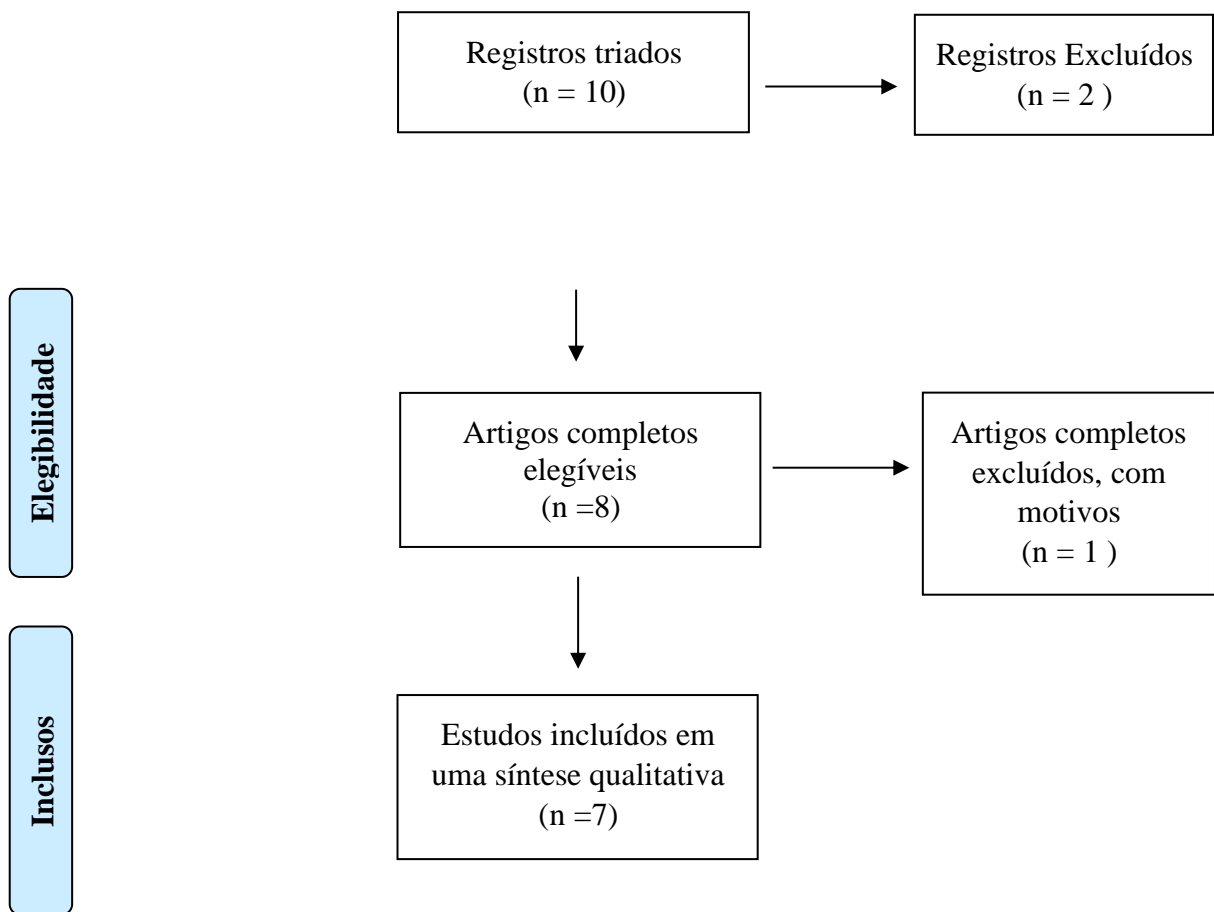 Registros triados
(n = 10)
Registros Excluídos
(n = 2 )
Elegibilidade
Artigos completos
elegíveis
(n =8)
Artigos completos
excluídos, com
motivos
(n = 1 )
Inclusos
Estudos incluídos em
uma síntese qualitativa
(n =7)